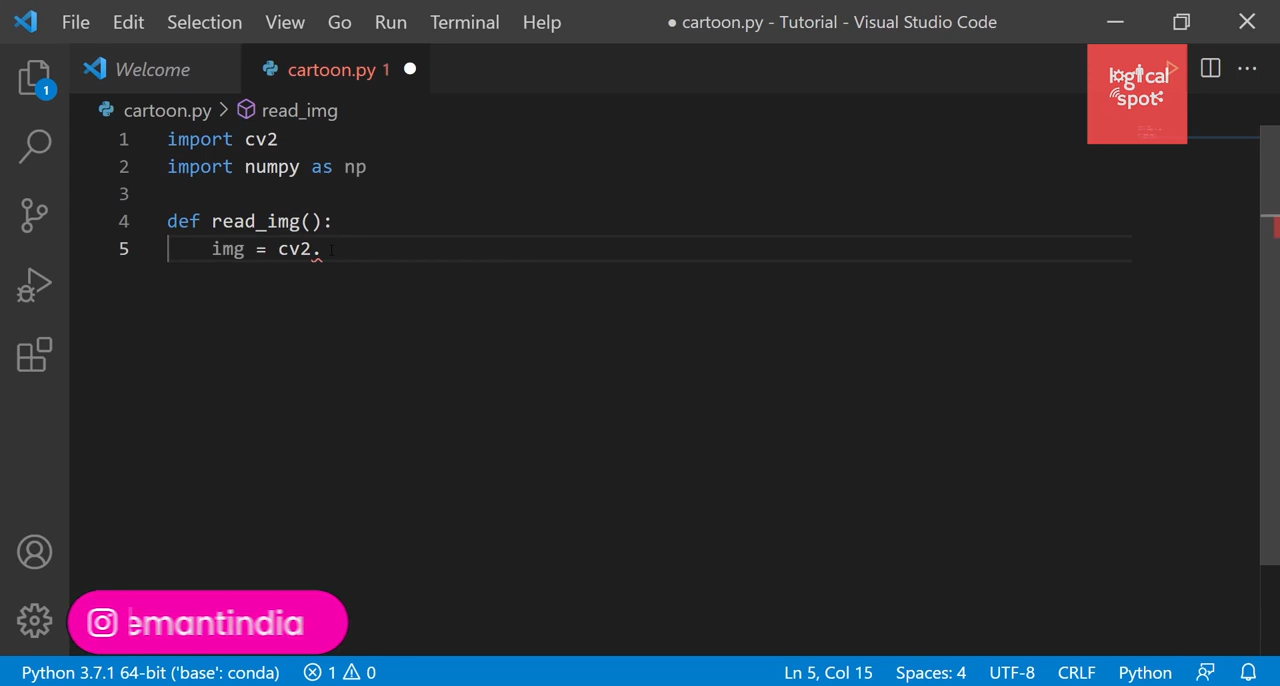 File Edit Selection View Go Run Terminal Help ● cartoon.py - Tutorial - Visual Studio Code
Welcome cartoon.py 1
logical spot
cartoon.py > read_img
1 import cv2
2 import numpy as np
3
4 def read_img():
5 img = cv2.
1
emantindia
Python 3.7.1 64-bit ('base': conda) 1 0 Ln 5, Col 15 Spaces: 4 UTF-8 CRLF Python